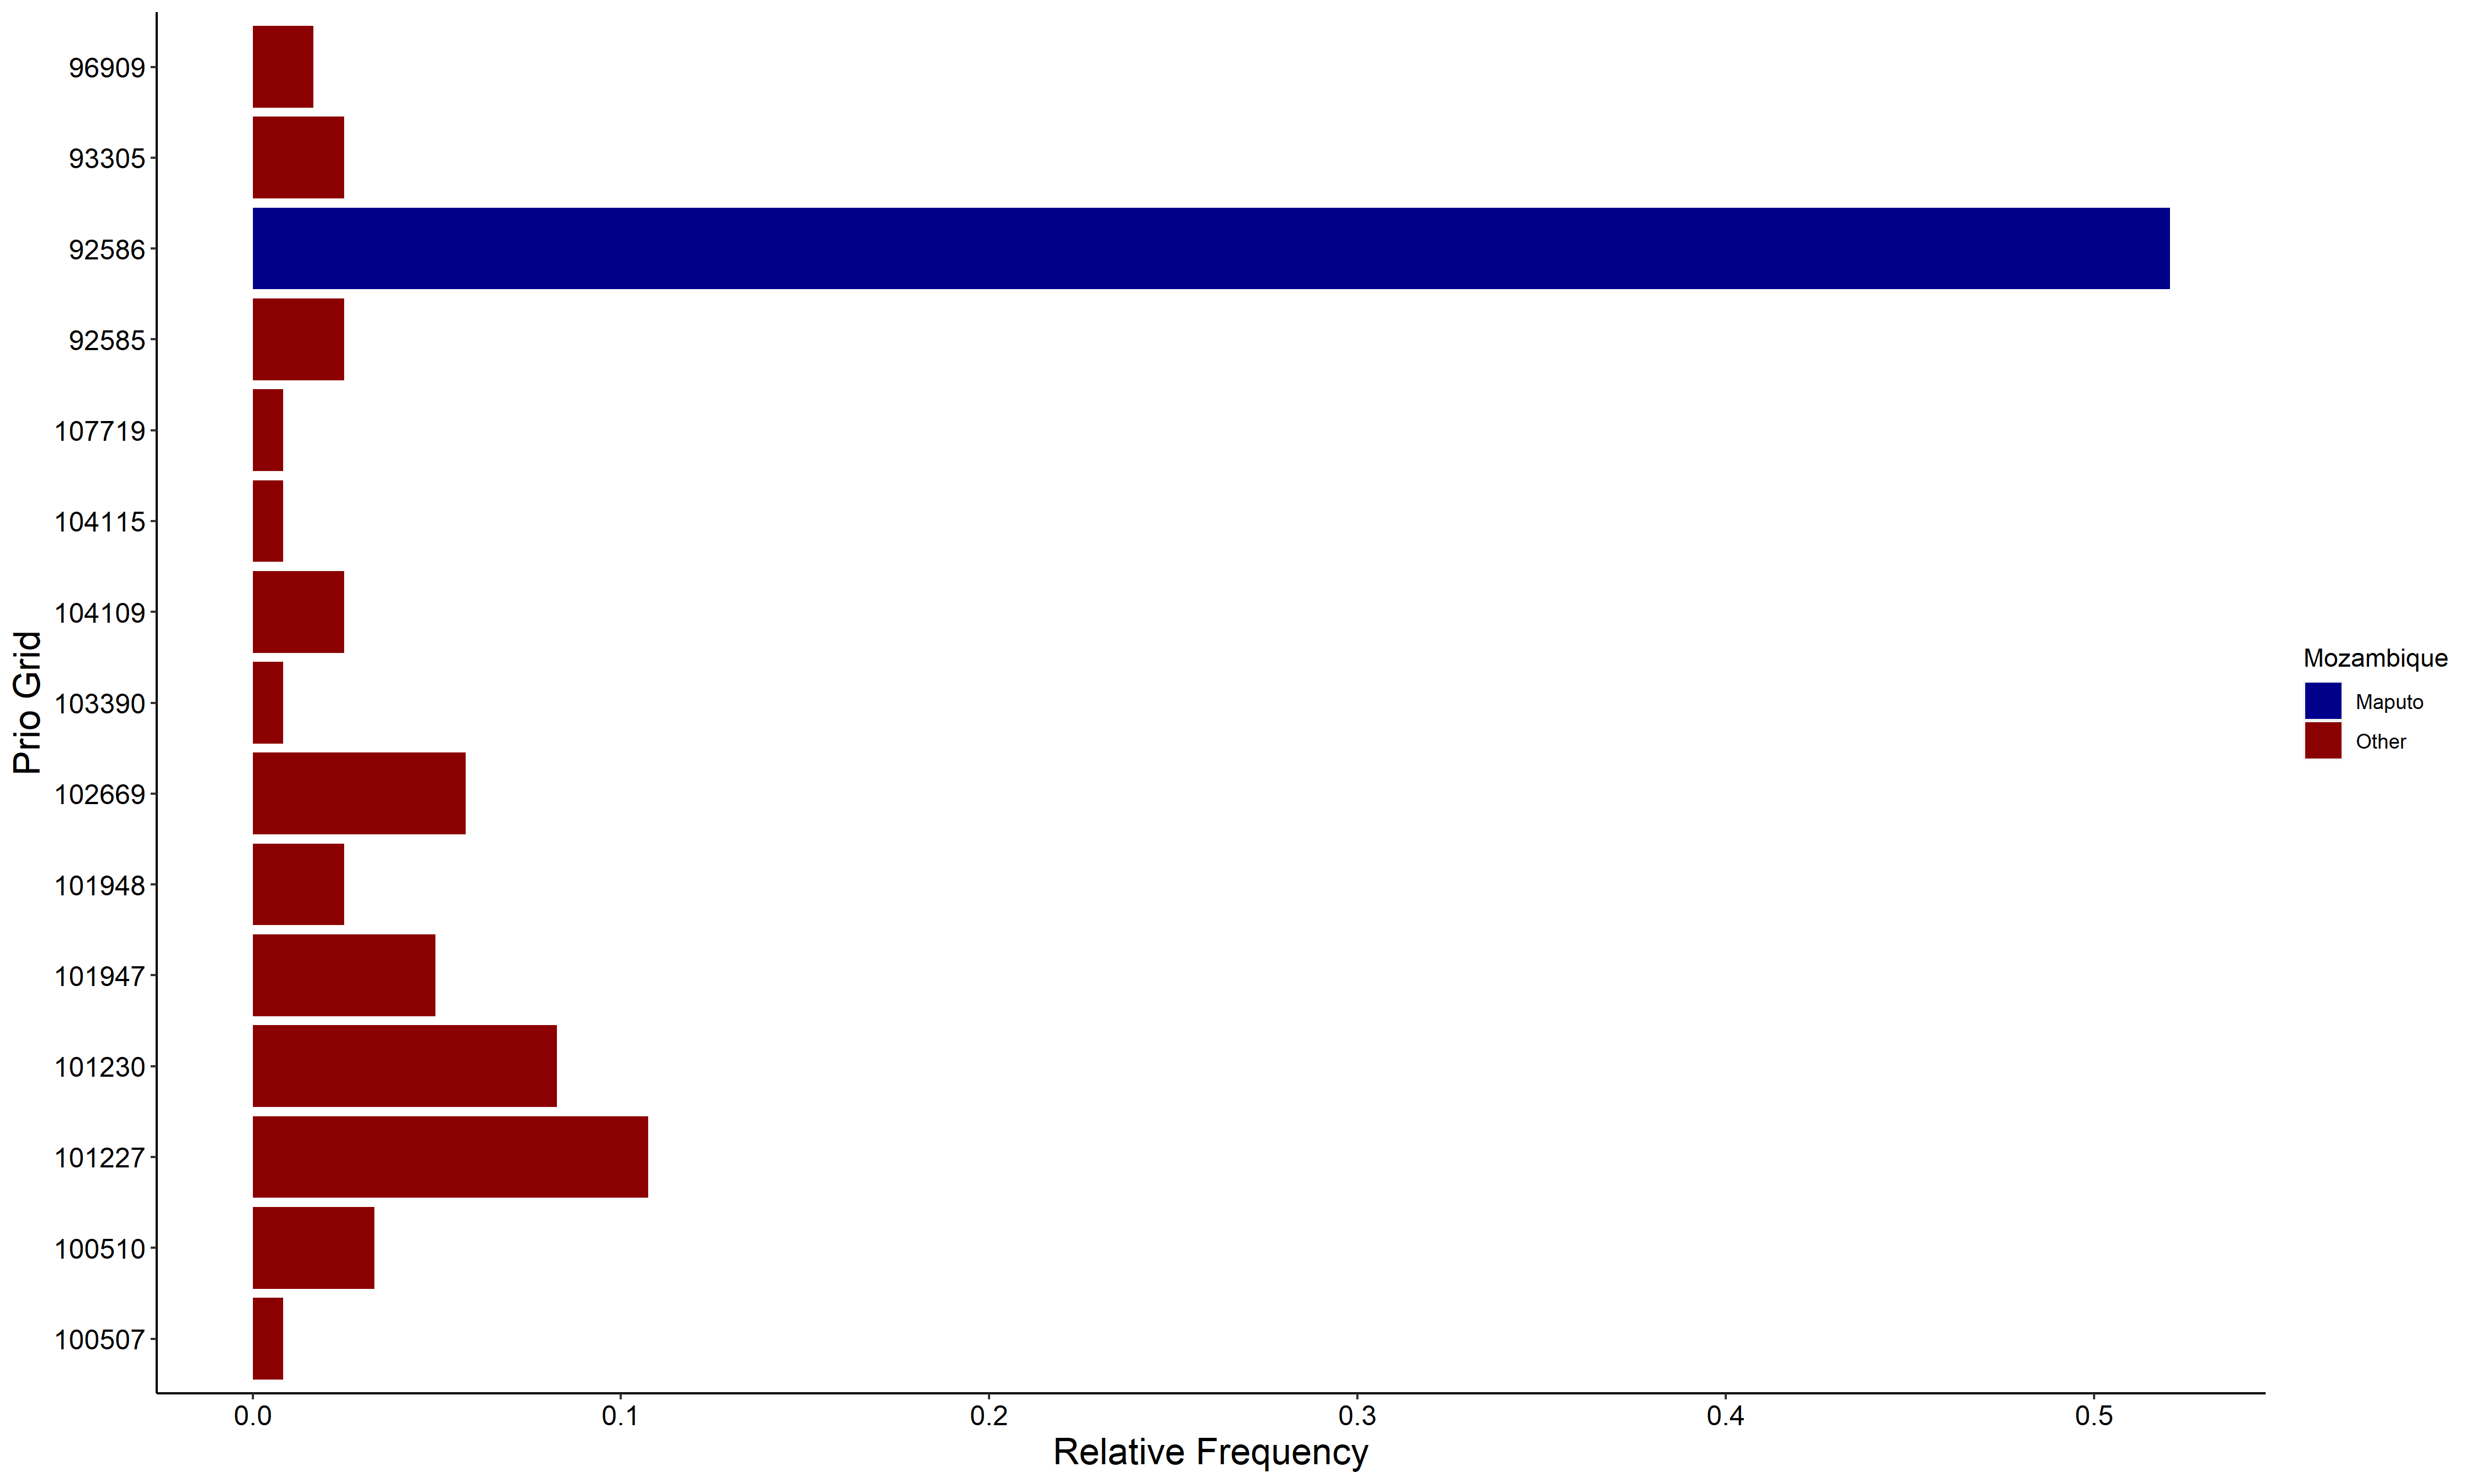 96909
93305
92586
92585
107719
104115
104109
103390
102669
101948
101947
101230
101227
100510
100507
Prio Grid
0.0 0.1 0.2 0.3 0.4 0.5
Relative Frequency
Mozambique
Maputo
Other